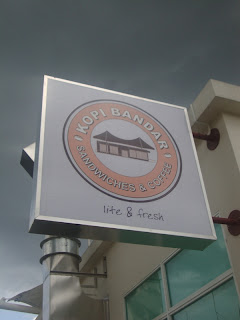 KOPI BANDAR
SANDWICHES & COFFEE
lite & fresh